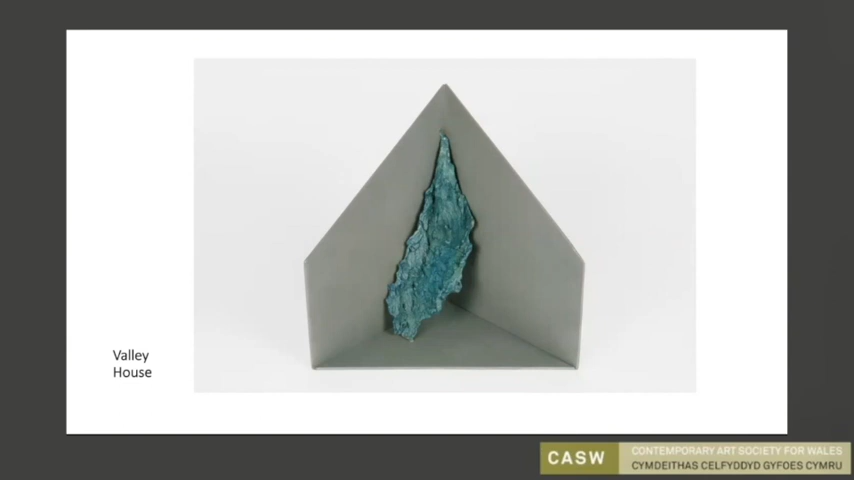 Valley
House
CASW
CONTEMPORARY ART SOCIETY FOR WALES
CYMDEITHAS CELFYDDYD GYFOES CYMRU